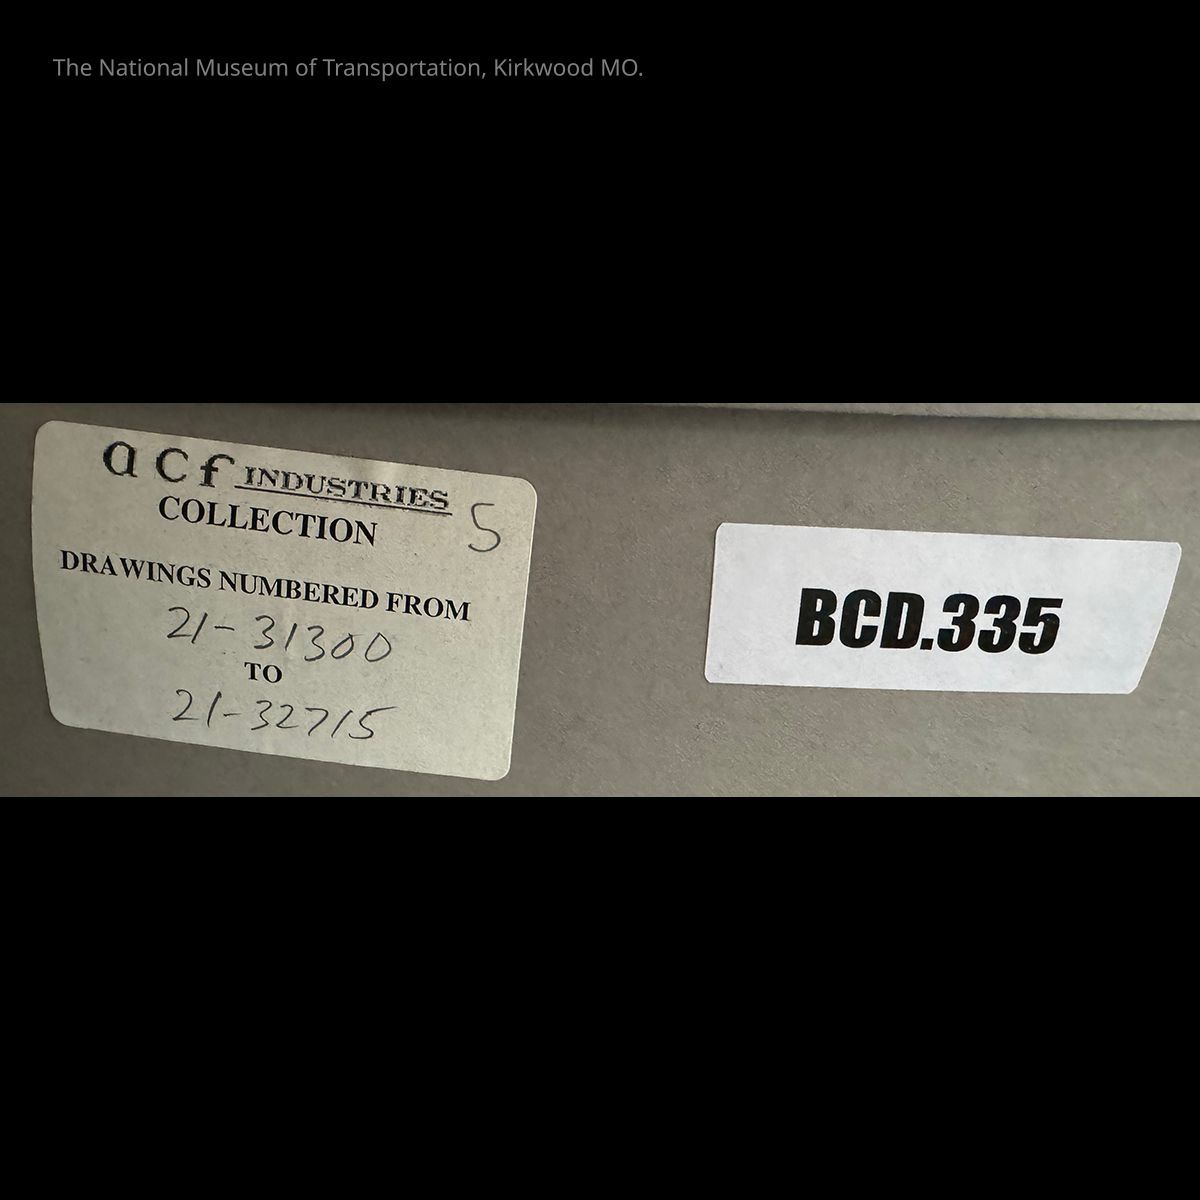 The National Museum of Transportation, Kirkwood MO.
acf INDUSTRIES
COLLECTION 5
DRAWINGS NUMBERED FROM
21-31300
TO
21-32715
BCD.335